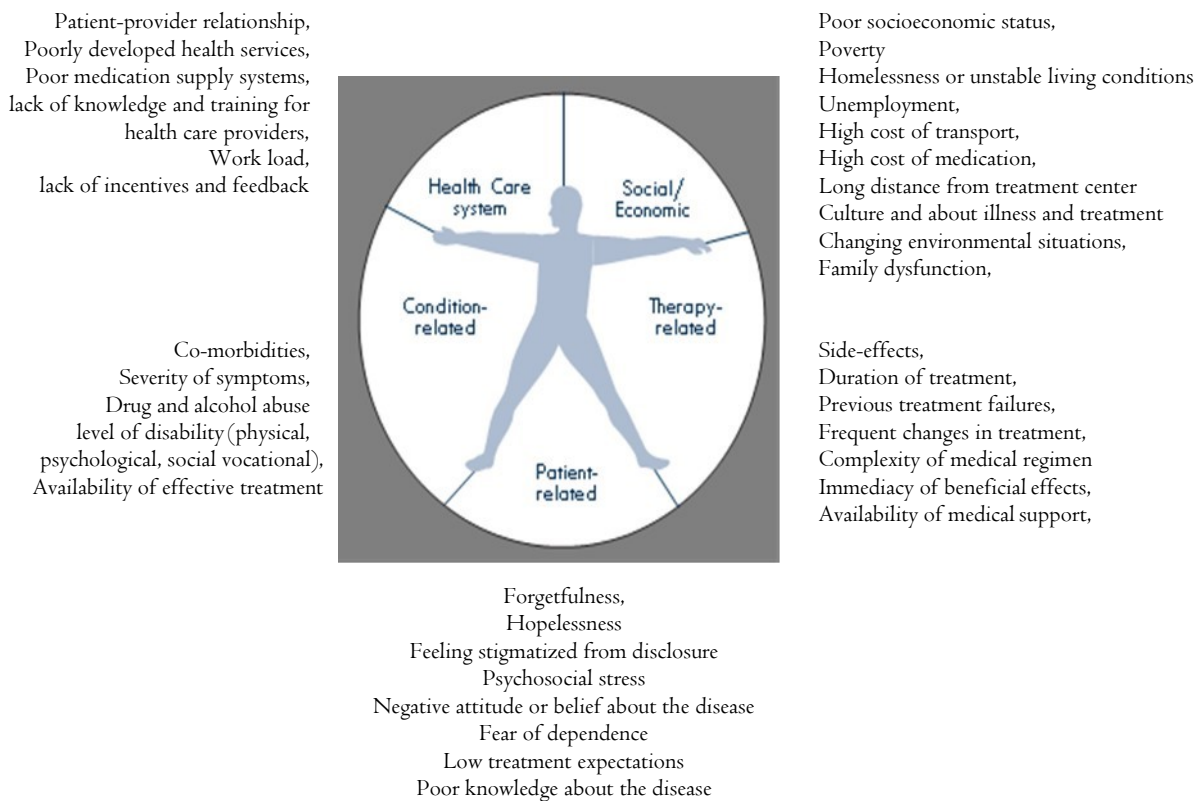 Patient-provider relationship,
Poorly developed health services,
Poor medication supply systems,
lack of knowledge and training for
health care providers,
Work load,
lack of incentives and feedback
Poor socioeconomic status,
Poverty
Homelessness or unstable living conditions
Unemployment,
High cost of transport,
High cost of medication,
Long distance from treatment center
Culture and about illness and treatment
Changing environmental situations,
Family dysfunction,
Health Care
system
Social/
Economic
Condition-
related
Therapy-
related
Patient-
related
Co-morbidities,
Severity of symptoms,
Drug and alcohol abuse
level of disability (physical,
psychological, social vocational),
Availability of effective treatment
Side-effects,
Duration of treatment,
Previous treatment failures,
Frequent changes in treatment,
Complexity of medical regimen
Immediacy of beneficial effects,
Availability of medical support,
Forgetfulness,
Hopelessness
Feeling stigmatized from disclosure
Psychosocial stress
Negative attitude or belief about the disease
Fear of dependence
Low treatment expectations
Poor knowledge about the disease